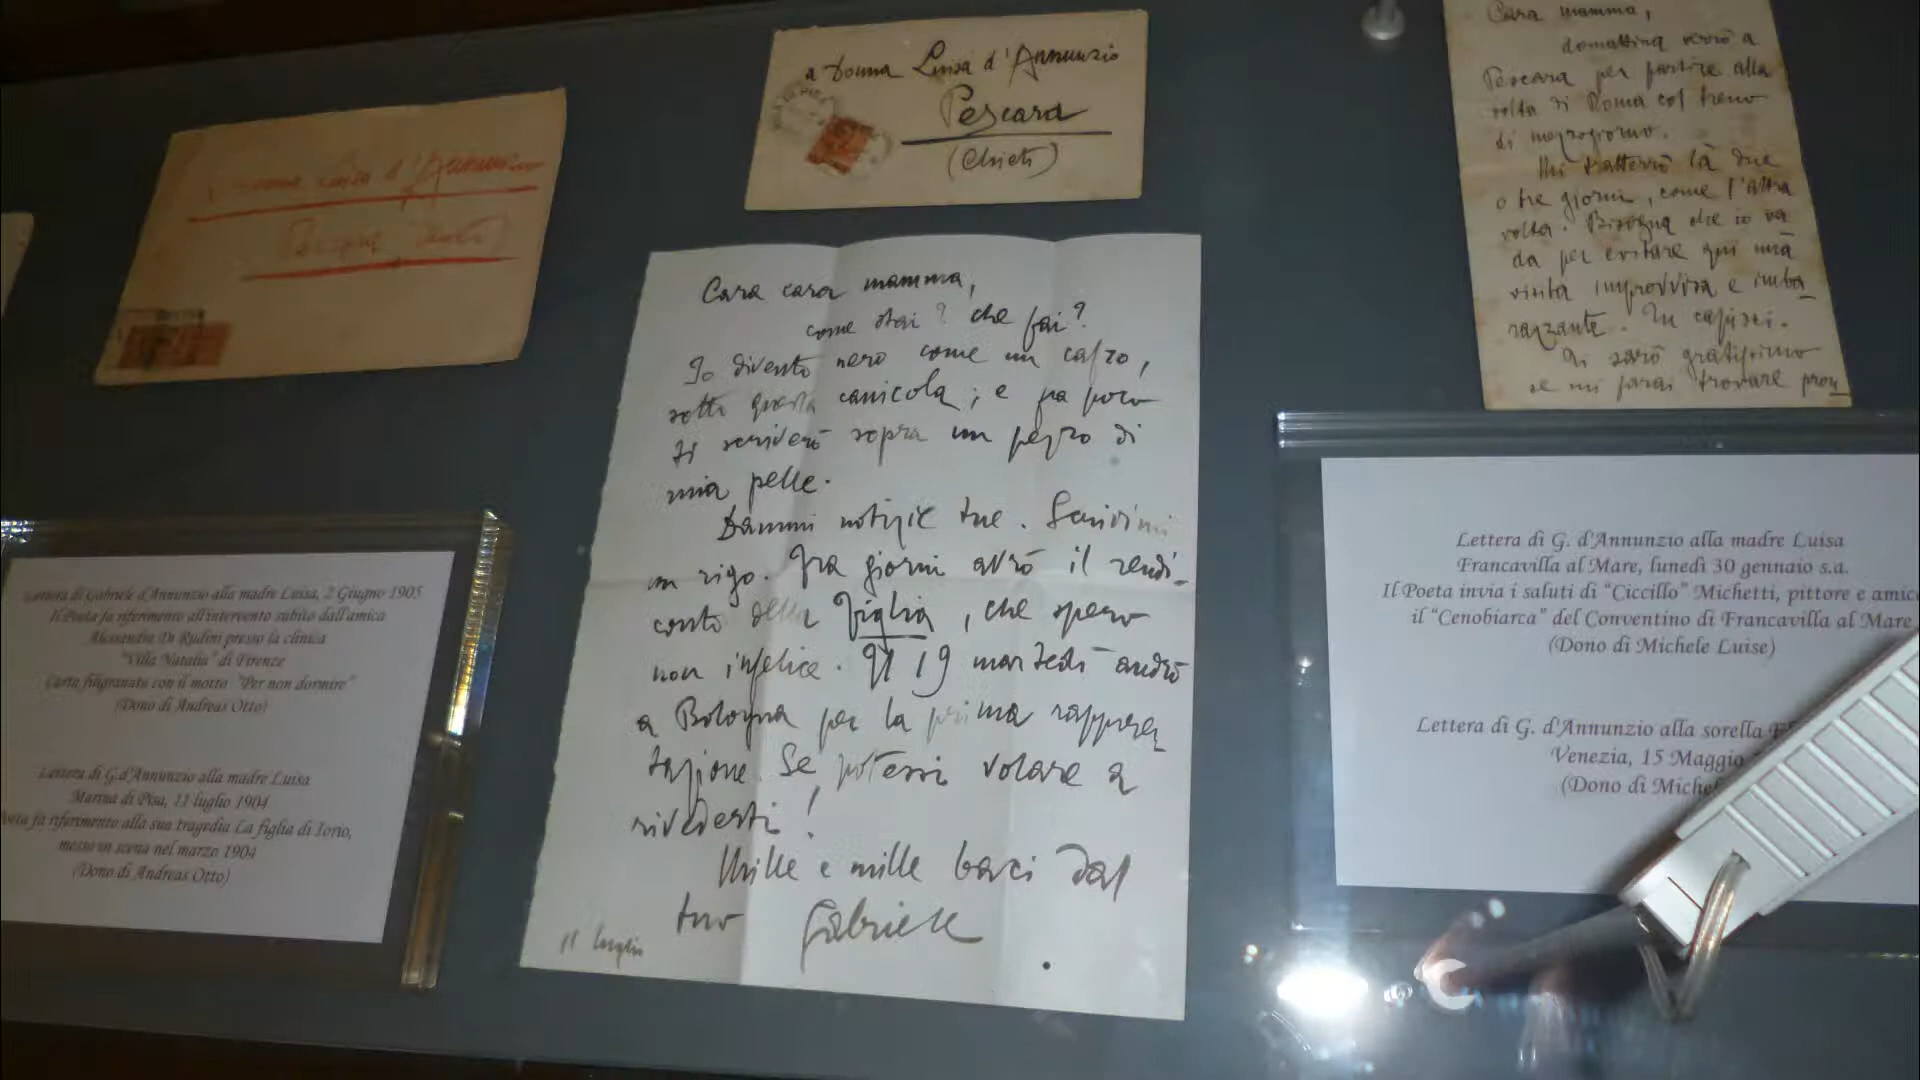 Donna Luisa d'Annunzio
Pescara
a Donna Luisa d'Annunzio
Pescara
(Chieti)
Cara mamma,
domattina verrò a
Pescara per partire alla
volta di Roma col treno
di mezzogiorno.
Mi tratterrò là due
o tre giorni, come l'altra
volta. Bisogna che io va
da per evitare qui una
visita improvvisa e imba
razzante. Tu capisci.
Ti sarò gratissimo
se mi farai trovare pron
Cara cara mamma,
come stai? che fai?
Io divento nero come un cafro,
sotto questa canicola; e fra poco
ti scriverò sopra un pezzo di
mia pelle.
Dammi notizie tue. Scrivimi
un rigo. Fra giorni avrò il rendi-
conto della Figlia, che spero
non infelice. Il 19 martedì andrò
a Bologna per la prima rappresen
tazione. Se potessi volare a
rivederti!
Mille e mille baci dal
tuo Gabriele
11 luglio
Lettera di Gabriele d'Annunzio alla madre Luisa, 2 Giugno 1905
Il Poeta fa riferimento all'intervento subito dall'amica
Alessandra Di Rudinì presso la clinica
"Villa Natalia" di Firenze
Carta filigranata con il motto "Per non dormire"
(Dono di Andreas Otto)
Lettera di G.d'Annunzio alla madre Luisa
Marina di Pisa, 11 luglio 1904
oeta fa riferimento alla sua tragedia La figlia di Iorio,
messa in scena nel marzo 1904
(Dono di Andreas Otto)
Lettera di G. d'Annunzio alla madre Luisa
Francavilla al Mare, lunedì 30 gennaio s.a.
Il Poeta invia i saluti di "Ciccillo" Michetti, pittore e amic
il "Cenobiarca" del Conventino di Francavilla al Mare
(Dono di Michele Luise)
Lettera di G. d'Annunzio alla sorella
Venezia, 15 Maggio
(Dono di Miche